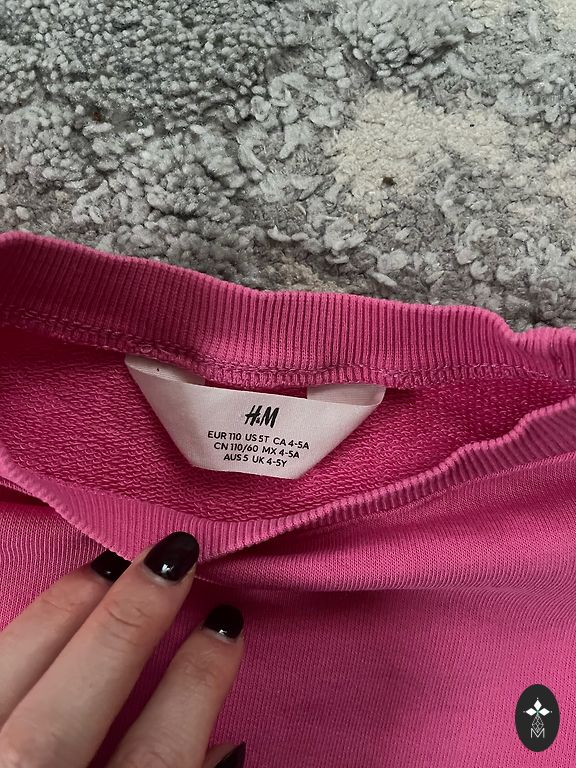 H&M
EUR 110 US 5T CA 4-5A
CN 110/60 MX 4-5A
AUS 5 UK 4-5Y
M